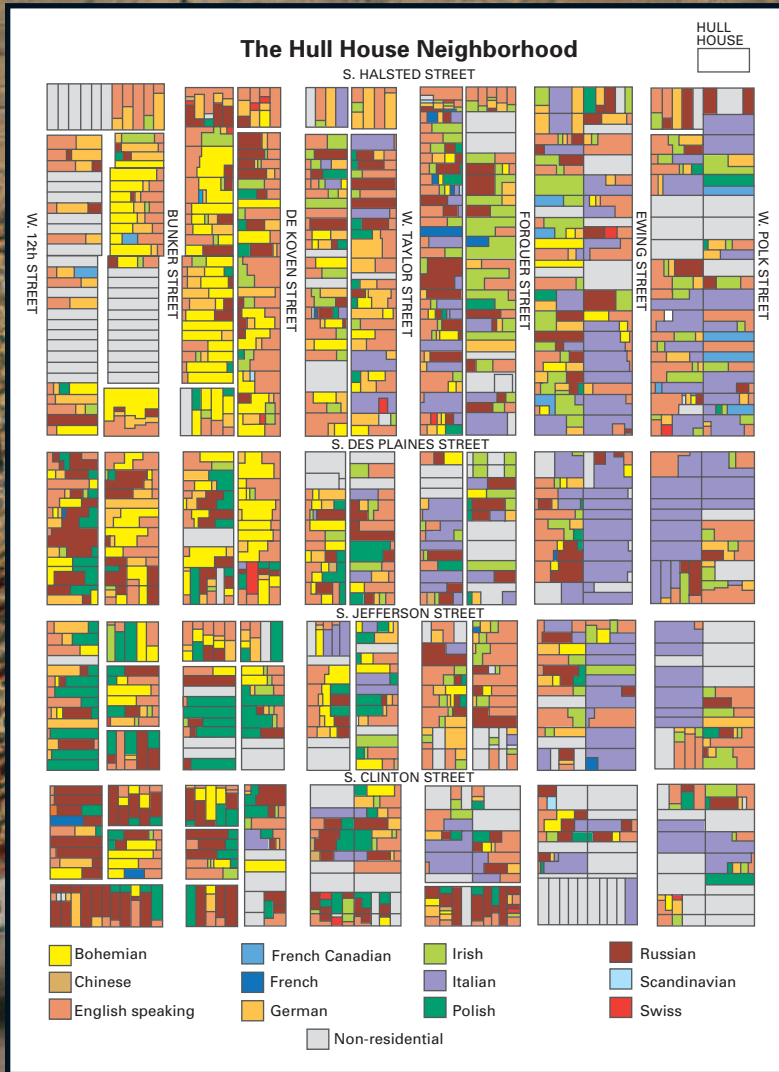 The Hull House Neighborhood
HULL
HOUSE
S. HALSTED STREET
W. 12th STREET
BUNKER STREET
DE KOVEN STREET
W. TAYLOR STREET
FORQUER STREET
EWING STREET
W. POLK STREET
S. DES PLAINES STREET
S. JEFFERSON STREET
S. CLINTON STREET
Bohemian
Chinese
English speaking
French Canadian
French
German
Irish
Italian
Polish
Russian
Scandinavian
Swiss
Non-residential